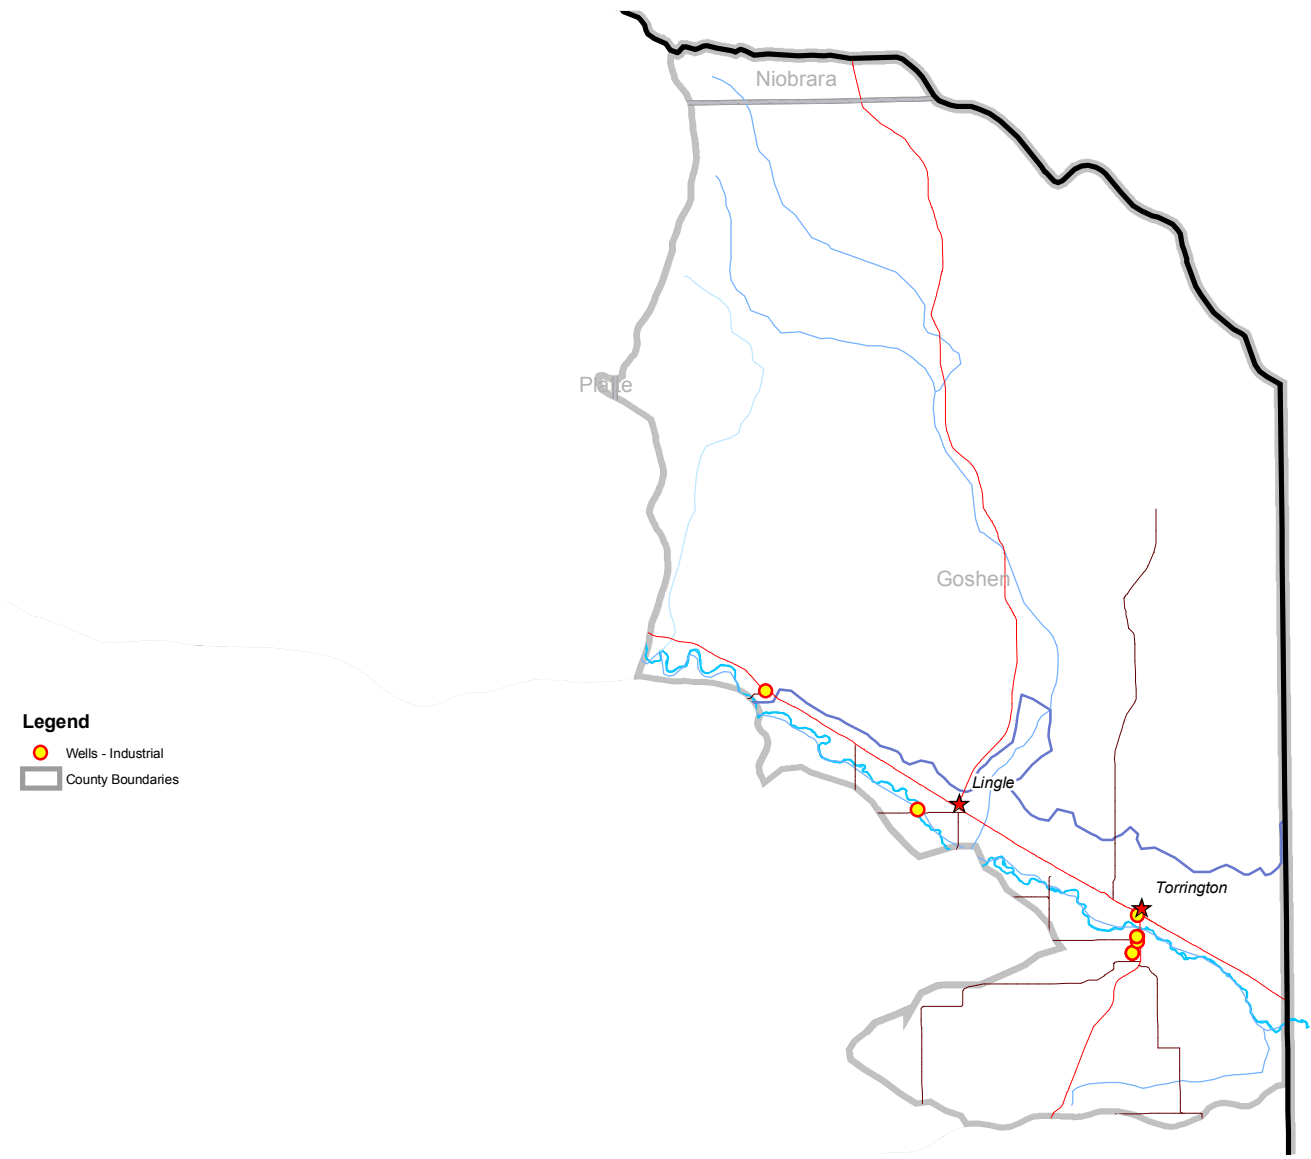 Niobrara
Platte
Goshen
Legend
Wells - Industrial
County Boundaries
Lingle
Torrington